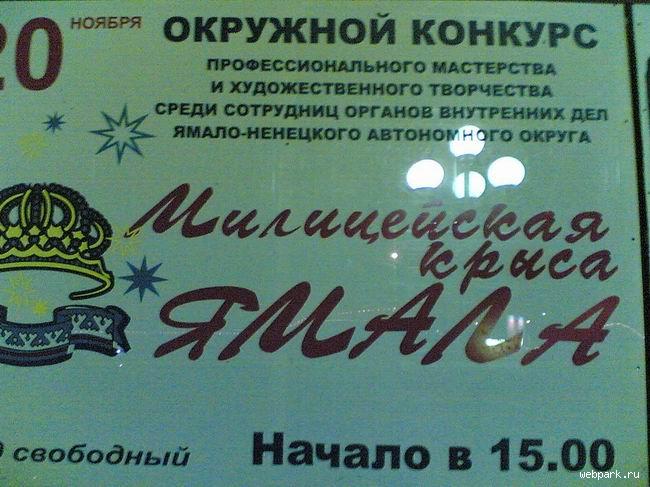 20 НОЯБРЯ
ОКРУЖНОЙ КОНКУРС
ПРОФЕССИОНАЛЬНОГО МАСТЕРСТВА
И ХУДОЖЕСТВЕННОГО ТВОРЧЕСТВА
СРЕДИ СОТРУДНИЦ ОРГАНОВ ВНУТРЕННИХ ДЕЛ
ЯМАЛО-НЕНЕЦКОГО АВТОНОМНОГО ОКРУГА
Милицейская
крыса
ЯМАЛА
свободный
Начало в 15.00
webpark.ru